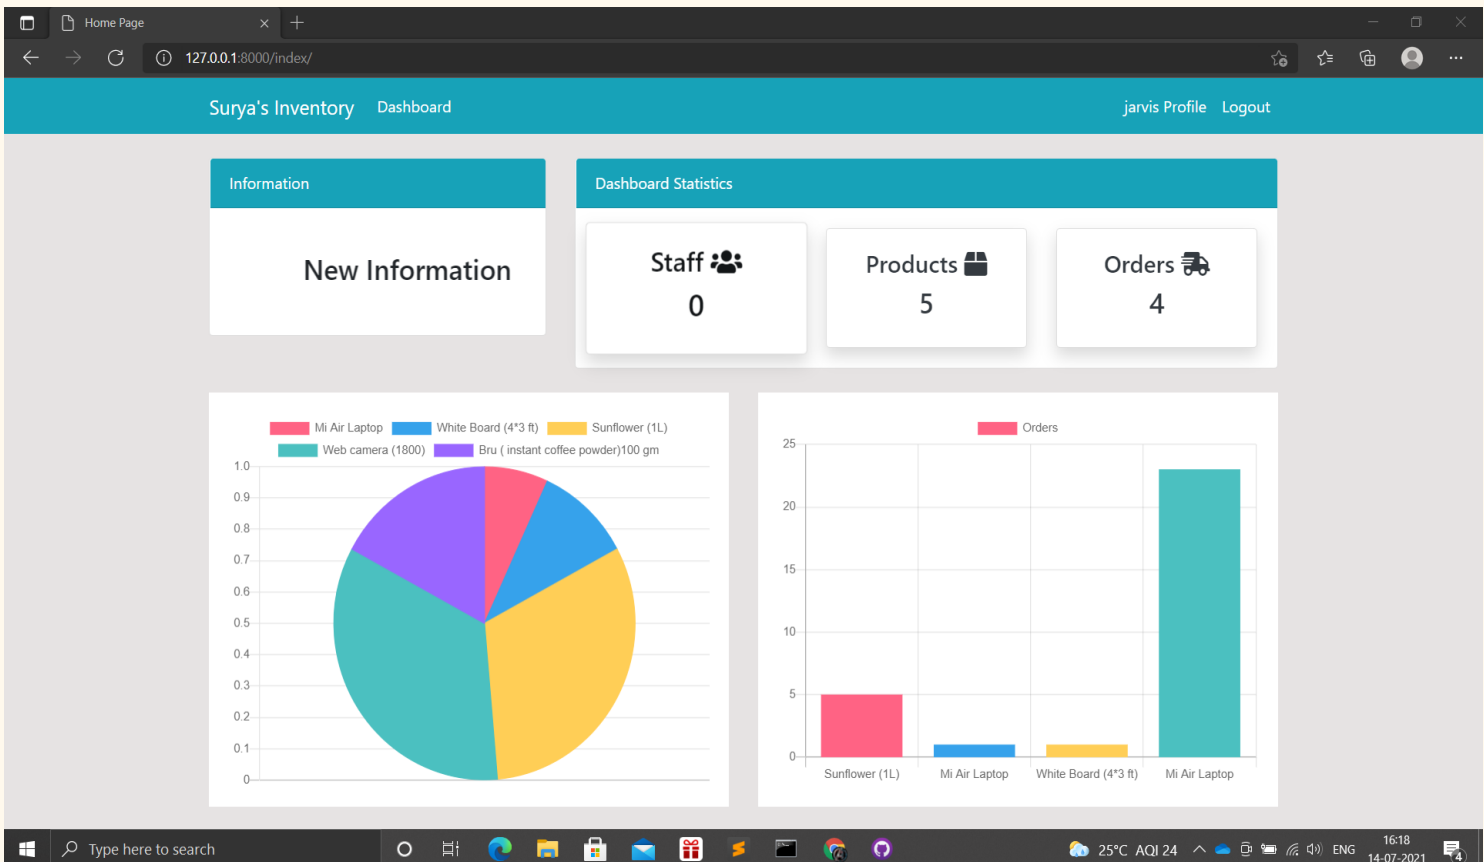 Home Page
127.0.0.1:8000/index/
Surya's Inventory Dashboard jarvis Profile Logout
Information
New Information
Dashboard Statistics
Staff
0
Products
5
Orders
4
Mi Air Laptop White Board (4*3 ft) Sunflower (1L)
Web camera (1800) Bru ( instant coffee powder)100 gm
1.0
0.9
0.8
0.7
0.6
0.5
0.4
0.3
0.2
0.1
0
Orders
25
20
15
10
5
0
Sunflower (1L) Mi Air Laptop White Board (4*3 ft) Mi Air Laptop
Type here to search
25°C AQI 24
ENG
16:18
14-07-2021
4